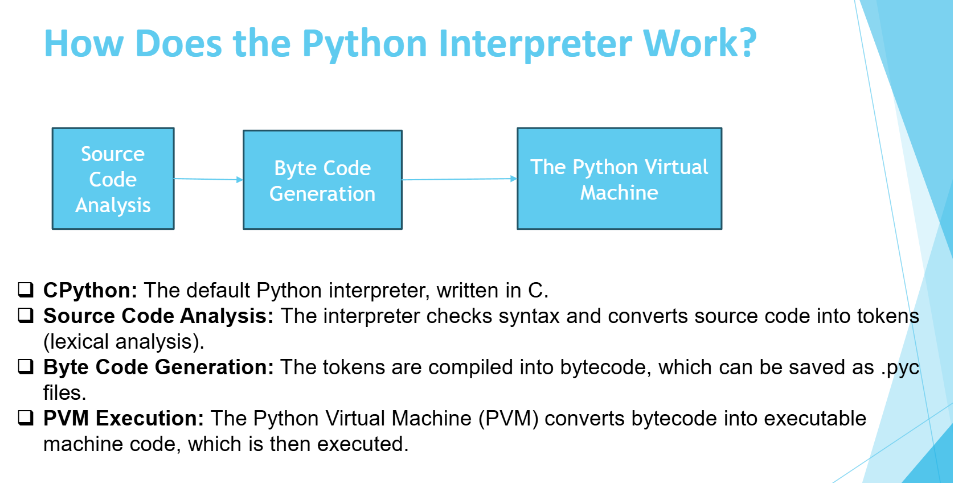 How Does the Python Interpreter Work?
Source
Code
Analysis
Byte Code
Generation
The Python Virtual
Machine
❑ CPython: The default Python interpreter, written in C.
❑ Source Code Analysis: The interpreter checks syntax and converts source code into tokens
(lexical analysis).
❑ Byte Code Generation: The tokens are compiled into bytecode, which can be saved as .pyc
files.
❑ PVM Execution: The Python Virtual Machine (PVM) converts bytecode into executable
machine code, which is then executed.